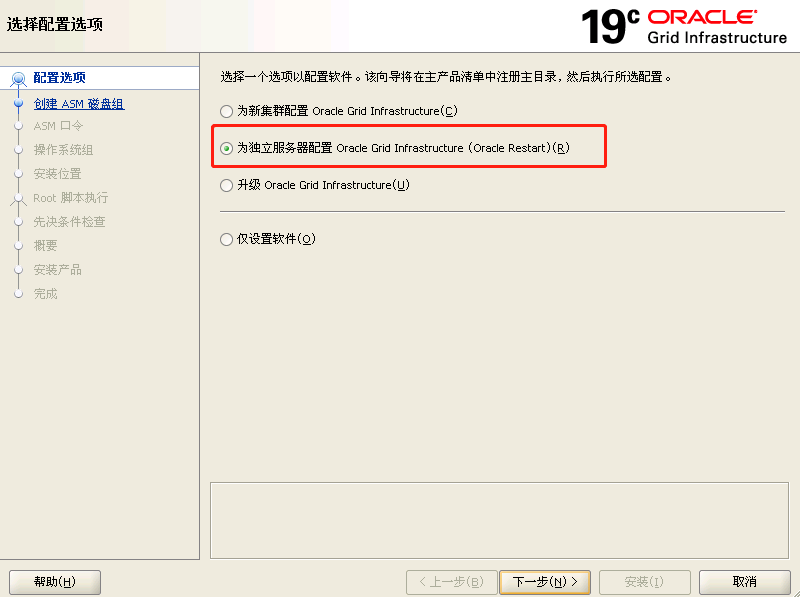 选择配置选项
19c ORACLE
Grid Infrastructure
配置选项
创建 ASM 磁盘组
ASM 口令
操作系统组
安装位置
Root 脚本执行
先决条件检查
概要
安装产品
完成
选择一个选项以配置软件。该向导将在主产品清单中注册主目录，然后执行所选配置。
为新集群配置 Oracle Grid Infrastructure(C)
为独立服务器配置 Oracle Grid Infrastructure (Oracle Restart)(R)
升级 Oracle Grid Infrastructure(U)
仅设置软件(O)
帮助(H)
< 上一步(B)
下一步(N) >
安装(I)
取消